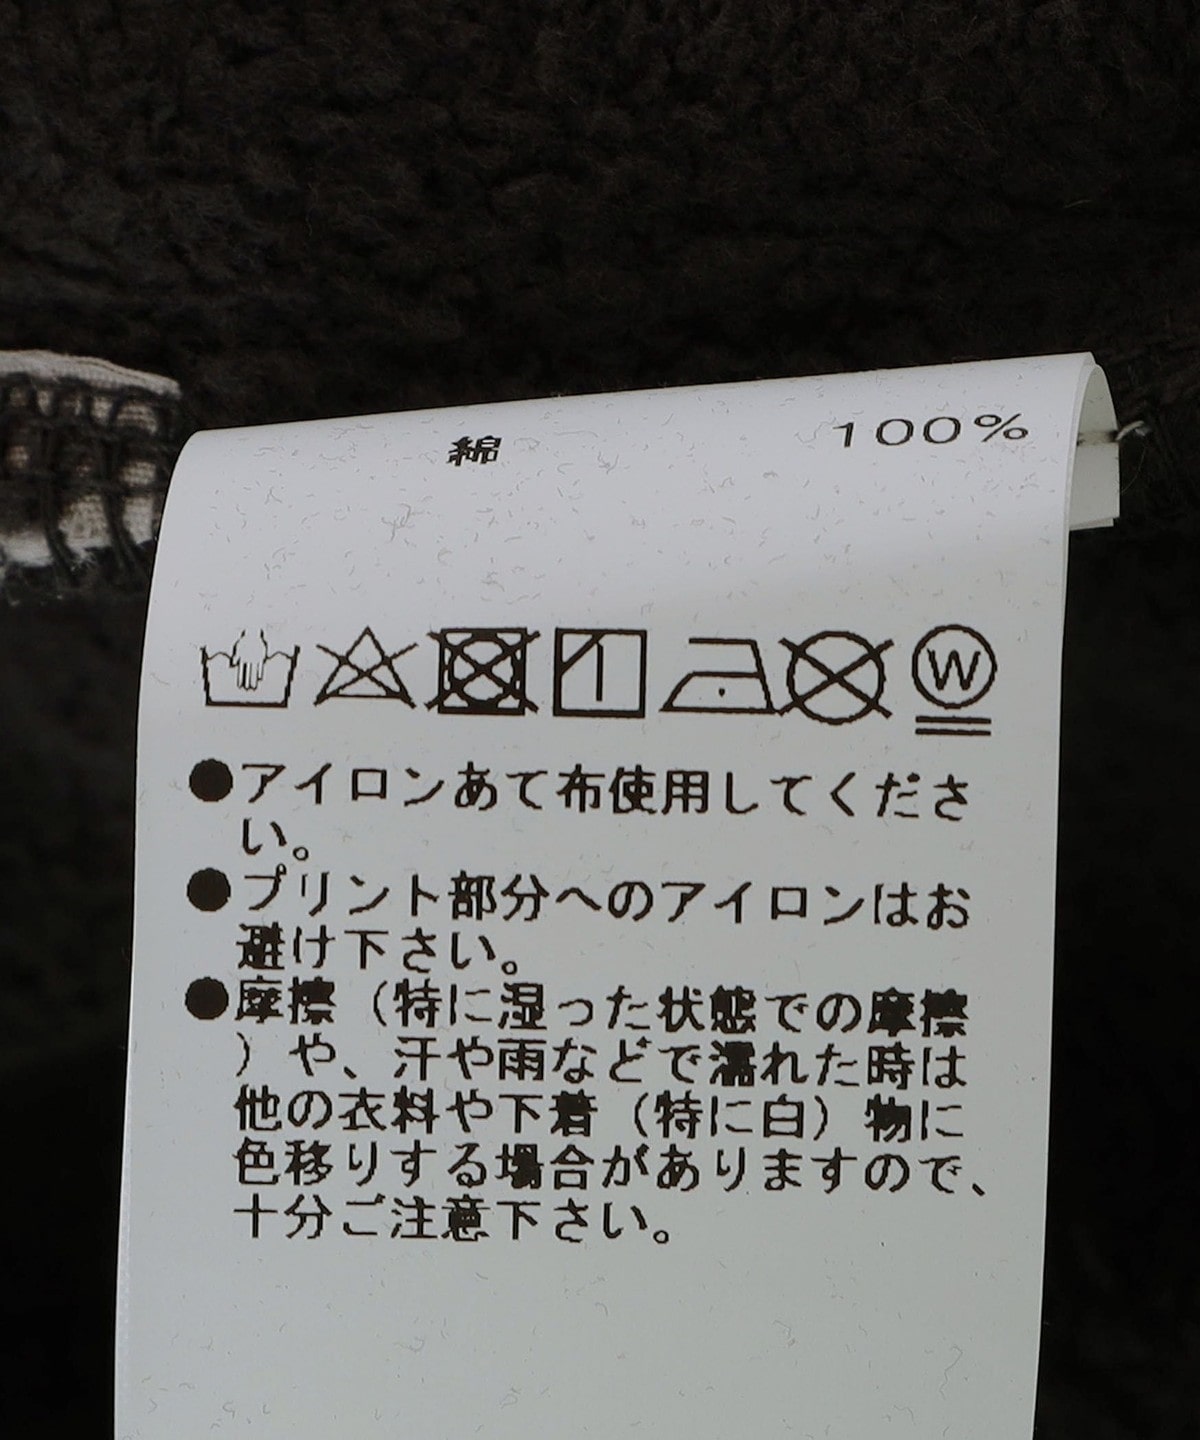 綿 100%
W
●アイロンあて布使用してくださ
い。
●プリント部分へのアイロンはお
避け下さい。
●摩擦（特に湿った状態での摩擦
）や、汗や雨などで濡れた時は
他の衣料や下着（特に白）物に
色移りする場合がありますので、
十分ご注意下さい。